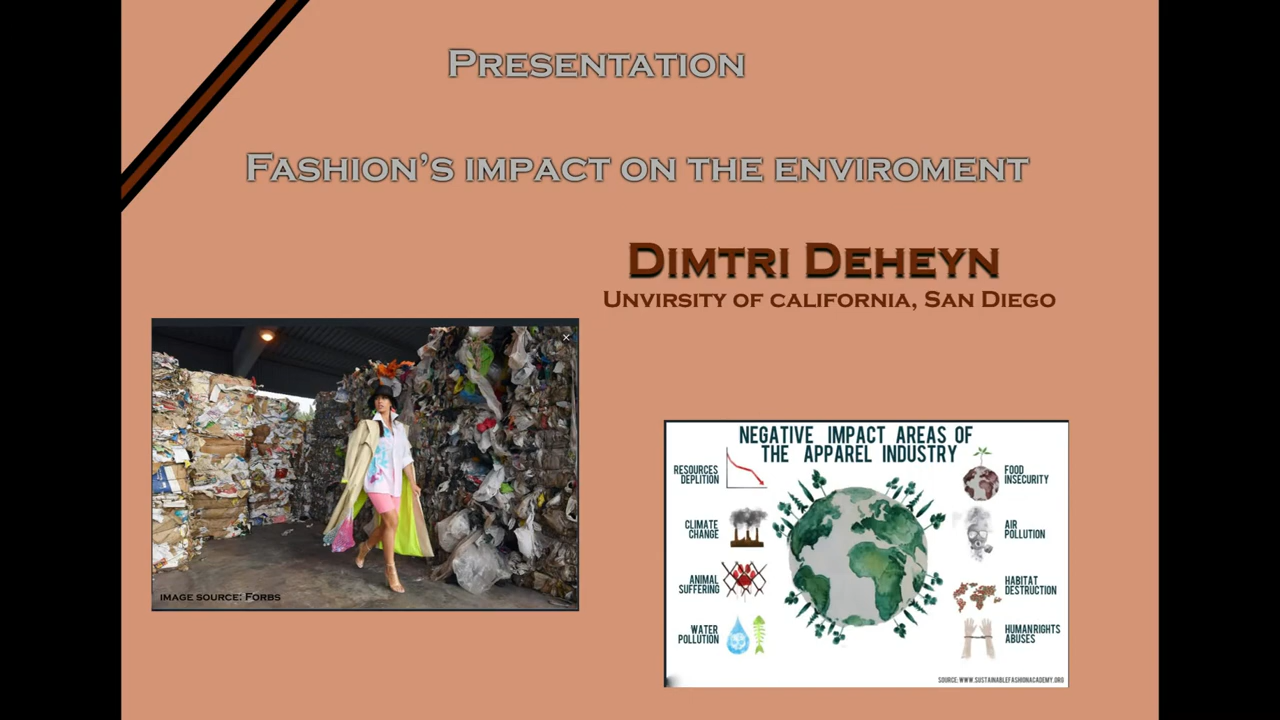 Presentation
Fashion's impact on the enviroment
Dimtri Deheyn
Unvirsity of california, San Diego
image source: Forbs
NEGATIVE IMPACT AREAS OF
THE APPAREL INDUSTRY
RESOURCES
DEPLITION
FOOD
INSECURITY
CLIMATE
CHANGE
AIR
POLLUTION
ANIMAL
SUFFERING
HABITAT
DESTRUCTION
WATER
POLLUTION
HUMAN RIGHTS
ABUSES
SOURCE: WWW.SUSTAINABLEFASHIONACADEMY.ORG